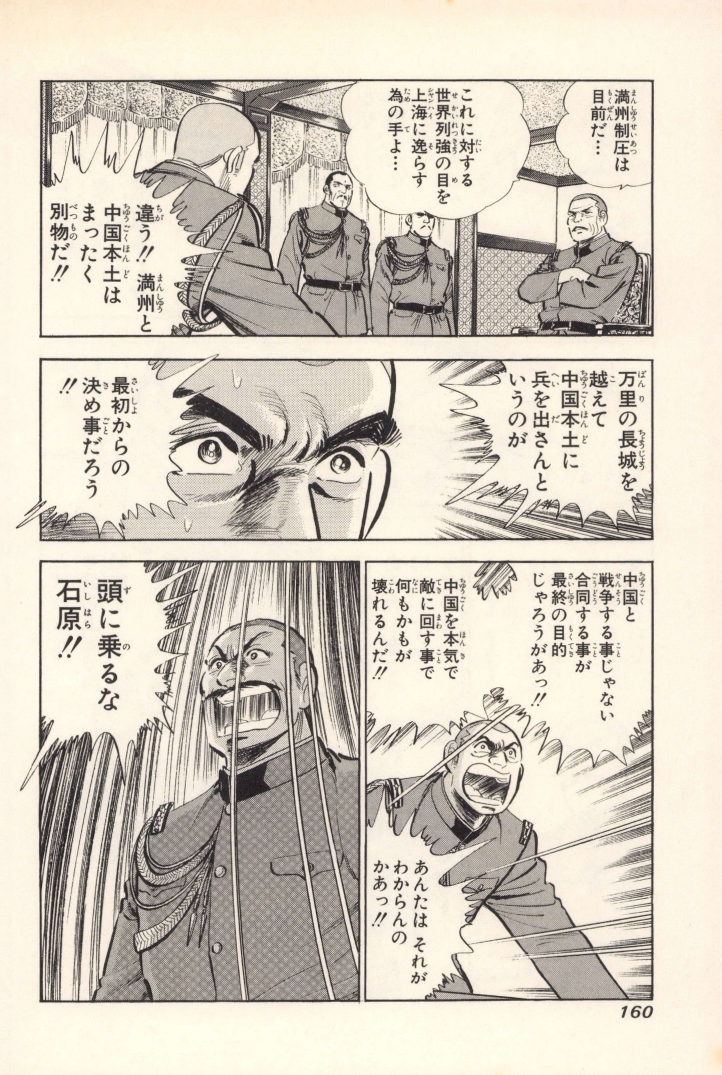 満州制圧は
目前だ…
これに対する
世界列強の目を
上海に逸らす
為の手よ…
違う!! 満州と
中国本土は
まったく
別物だ!!
万里の長城を
越えて
中国本土に
兵を出さんと
いうのが
最初からの
決め事だろう
!!
中国と
戦争する事じゃない
合同する事が
最終の目的
じゃろうがあっ!!
中国を本気で
敵に回す事で
何もかもが
壊れるんだ!!
あんたは それが
わからんの
かあっ!!
頭に乗るな
石原!!
160